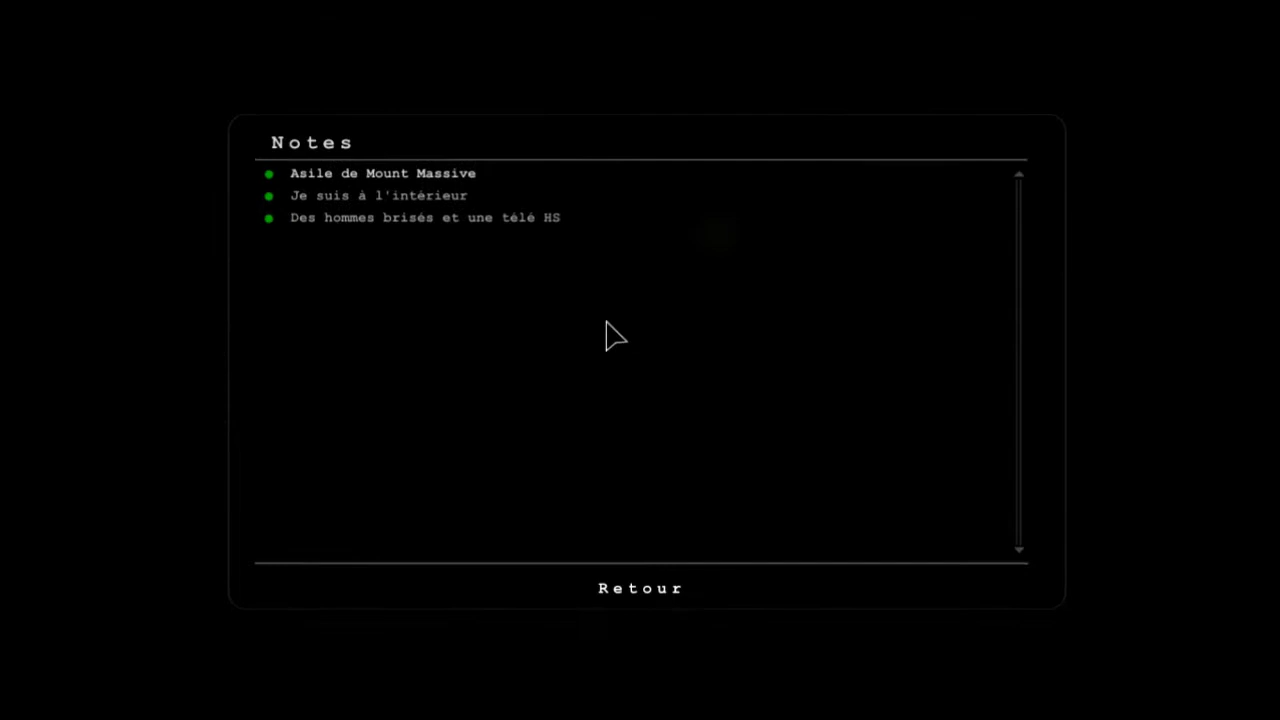 Notes
Asile de Mount Massive
Je suis à l'intérieur
Des hommes brisés et une télé HS
Retour